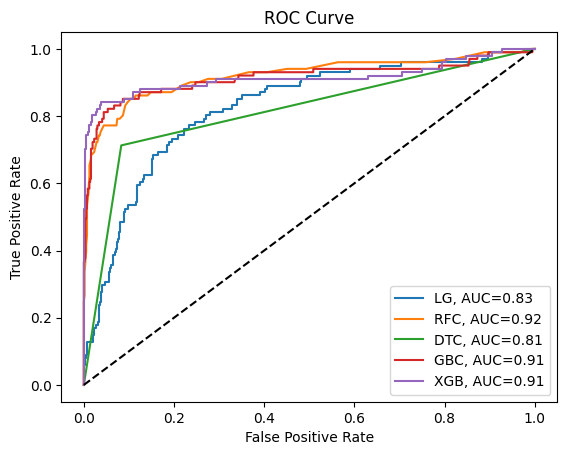 ROC Curve
True Positive Rate
1.0
0.8
0.6
0.4
0.2
0.0
LG, AUC=0.83
RFC, AUC=0.92
DTC, AUC=0.81
GBC, AUC=0.91
XGB, AUC=0.91
0.0 0.2 0.4 0.6 0.8 1.0
False Positive Rate